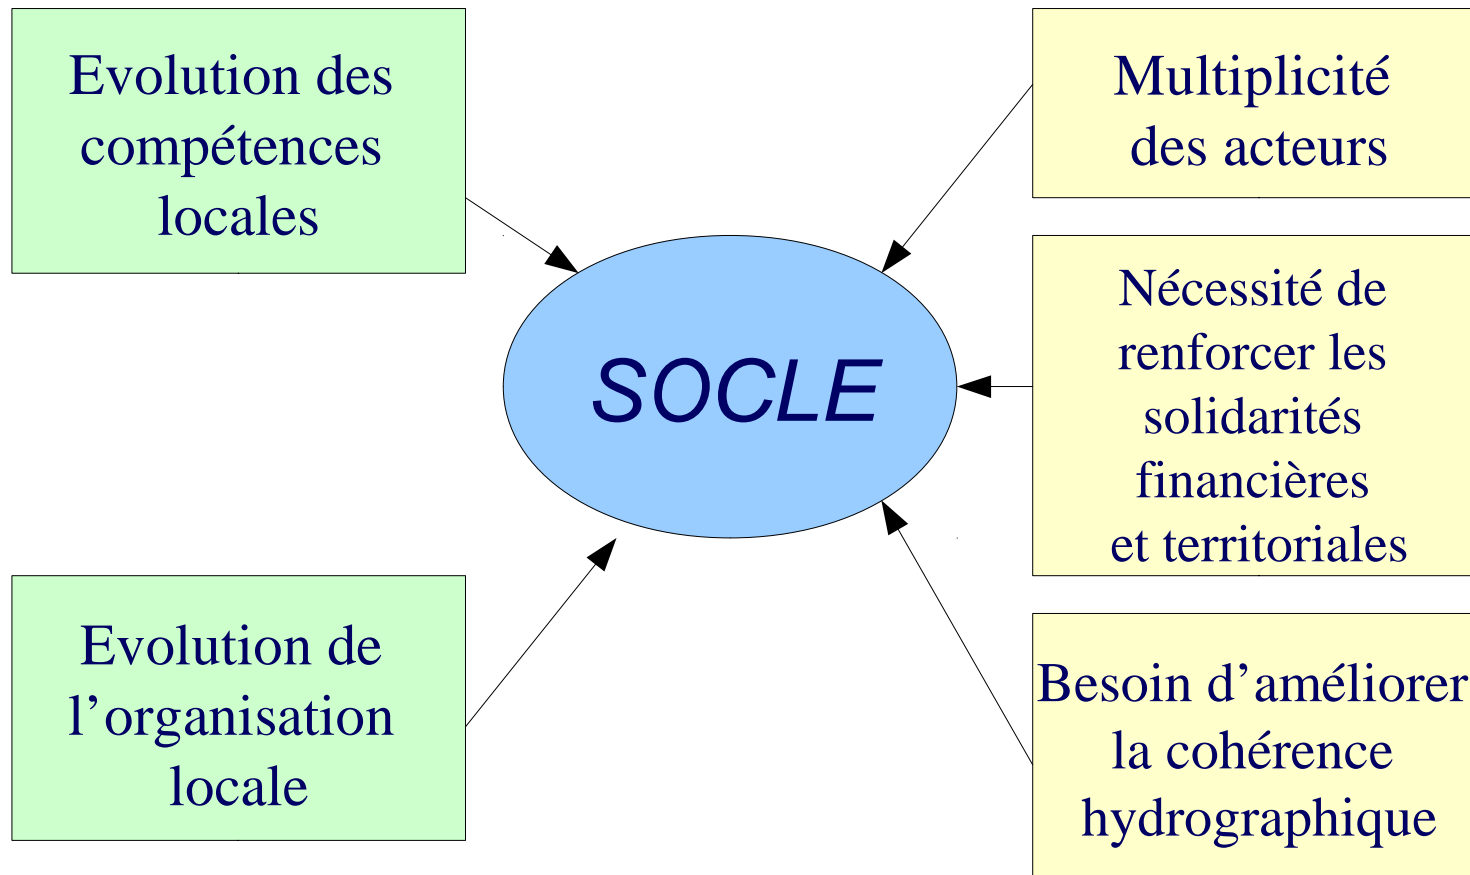 Evolution des
compétences
locales
Multiplicité
des acteurs
SOCLE
Nécessité de
renforcer les
solidarités
financières
et territoriales
Evolution de
l’organisation
locale
Besoin d’améliorer
la cohérence
hydrographique